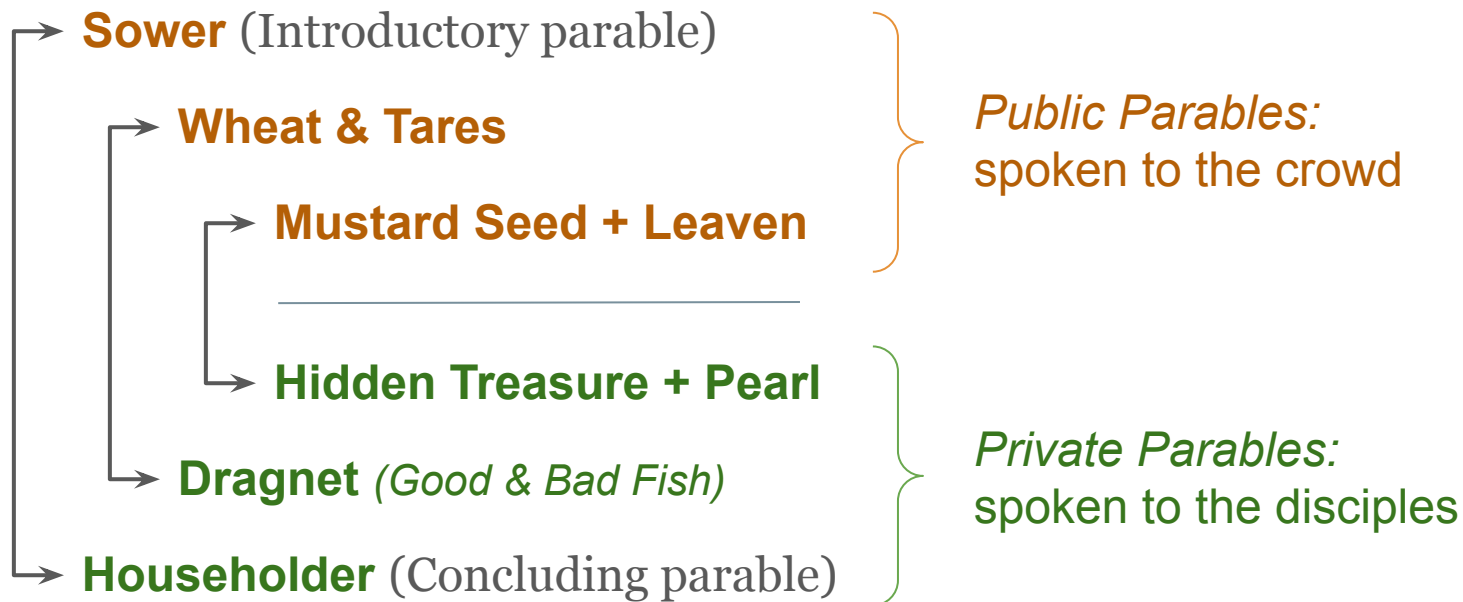 Sower (Introductory parable)
Wheat & Tares
Mustard Seed + Leaven
Public Parables:
spoken to the crowd
Hidden Treasure + Pearl
Dragnet (Good & Bad Fish)
Householder (Concluding parable)
Private Parables:
spoken to the disciples